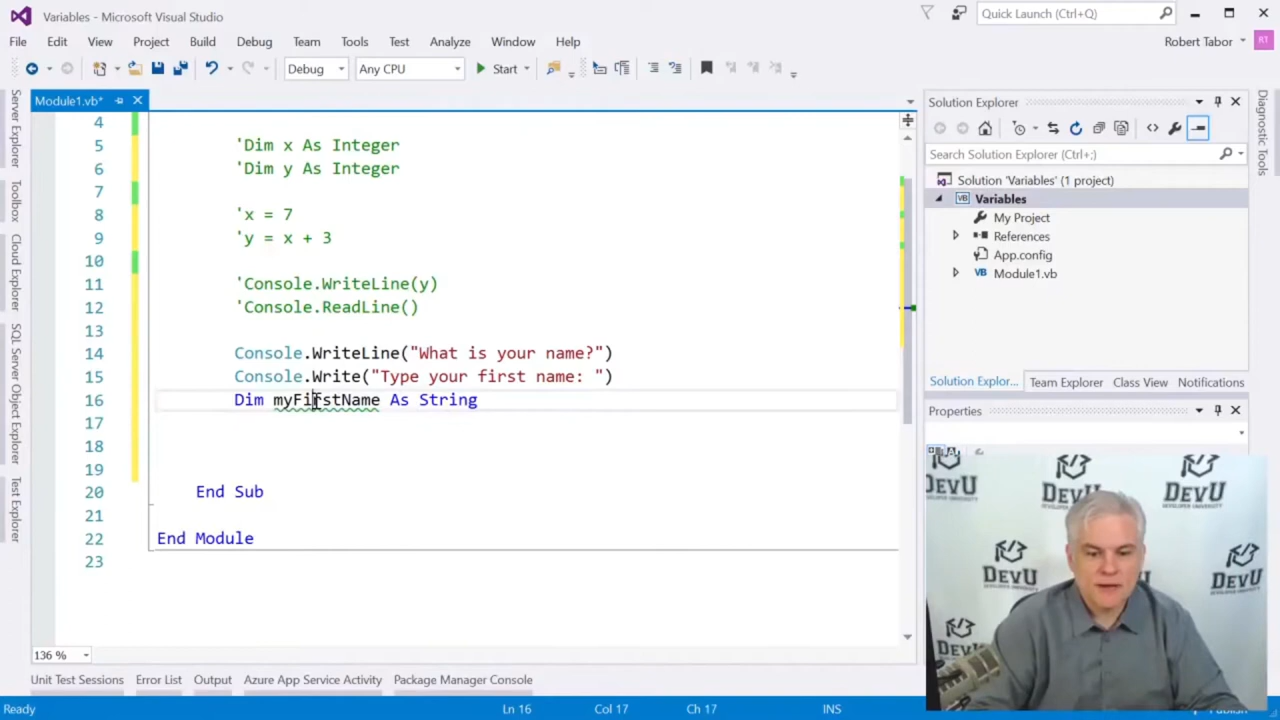 Variables - Microsoft Visual Studio
Quick Launch (Ctrl+Q)
File Edit View Project Build Debug Team Tools Test Analyze Window Help
Robert Tabor RT
Debug Any CPU Start
Server Explorer
Toolbox
Cloud Explorer
SQL Server Object Explorer
Test Explorer
Module1.vb*
4
5 'Dim x As Integer
6 'Dim y As Integer
7
8 'x = 7
9 'y = x + 3
10
11 'Console.WriteLine(y)
12 'Console.ReadLine()
13
14 Console.WriteLine("What is your name?")
15 Console.Write("Type your first name: ")
16 Dim myFirstName As String
17
18
19
20 End Sub
21
22 End Module
23
136 %
Solution Explorer
Search Solution Explorer (Ctrl+;)
Solution 'Variables' (1 project)
VB Variables
My Project
References
App.config
VB Module1.vb
Solution Explor... Team Explorer Class View Notifications
Properties
Diagnostic Tools
DEVU DEVU
DEVELOPER UNIVERSITY
DEVU DEVU
Unit Test Sessions Error List Output Azure App Service Activity Package Manager Console
Ready Ln 16 Col 17 Ch 17 INS Publish